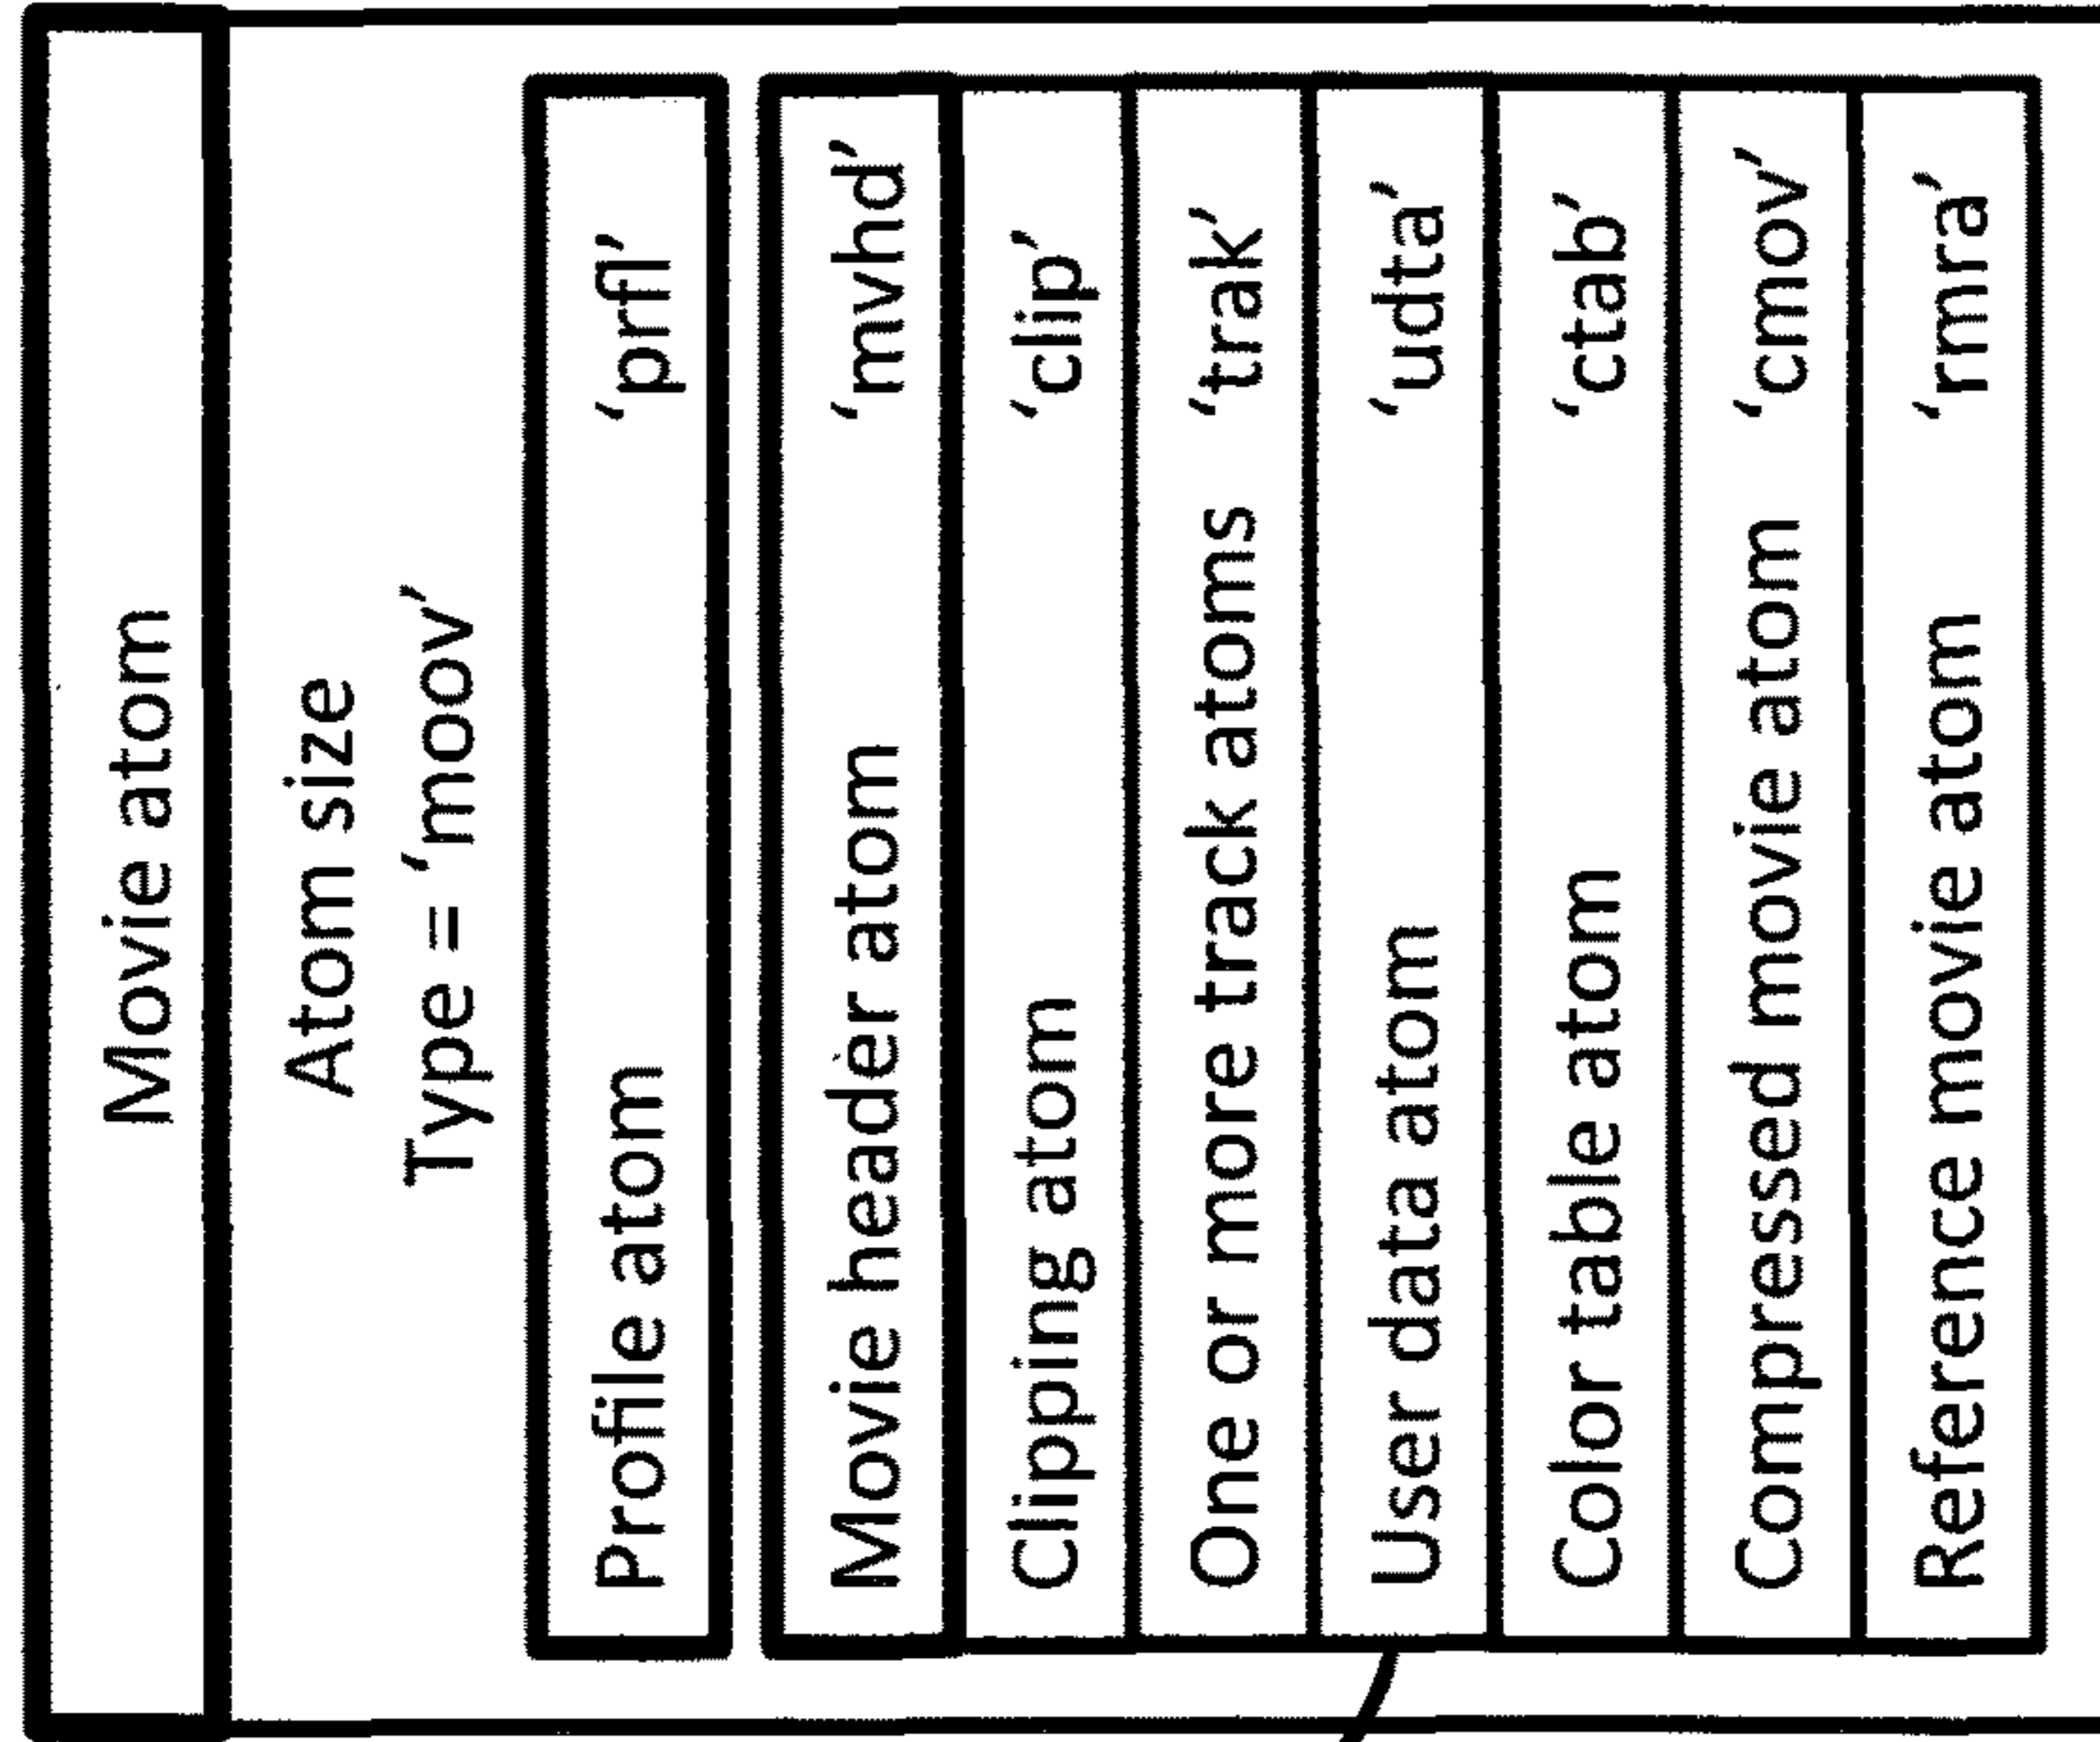 Movie atom
Atom size
Type = ‘moov’
Profile atom ‘prfl’
Movie header atom ‘mvhd’
Clipping atom ‘clip’
One or more track atoms ‘trak’
User data atom ‘udta’
Color table atom ‘ctab’
Compressed movie atom ‘cmov’
Reference movie atom ‘rmra’